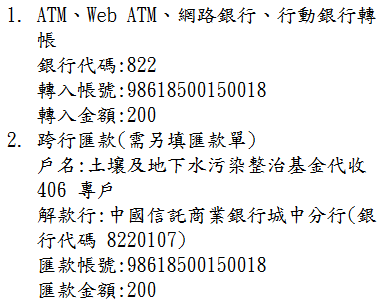 1. ATM、Web ATM、網路銀行、行動銀行轉
帳
銀行代碼:822
轉入帳號:98618500150018
轉入金額:200
2. 跨行匯款(需另填匯款單)
戶名:土壤及地下水污染整治基金代收
406 專戶
解款行:中國信託商業銀行城中分行(銀
行代碼 8220107)
匯款帳號:98618500150018
匯款金額:200